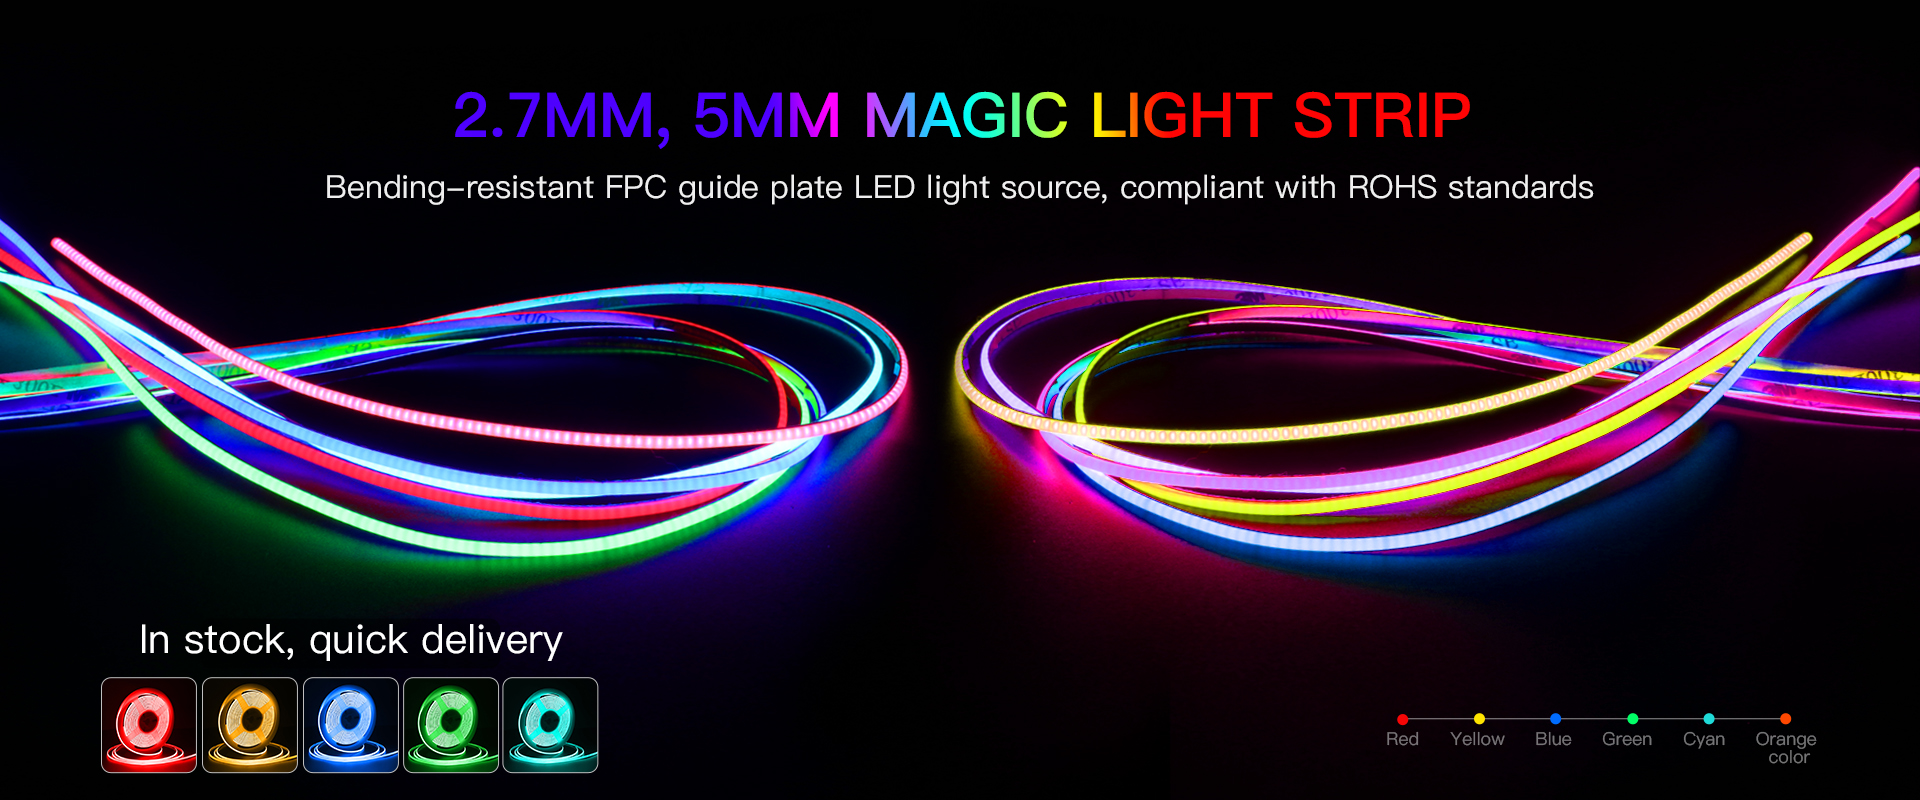 2.7MM, 5MM MAGIC LIGHT STRIP
Bending-resistant FPC guide plate LED light source, compliant with ROHS standards
In stock, quick delivery
Red Yellow Blue Green Cyan Orange color